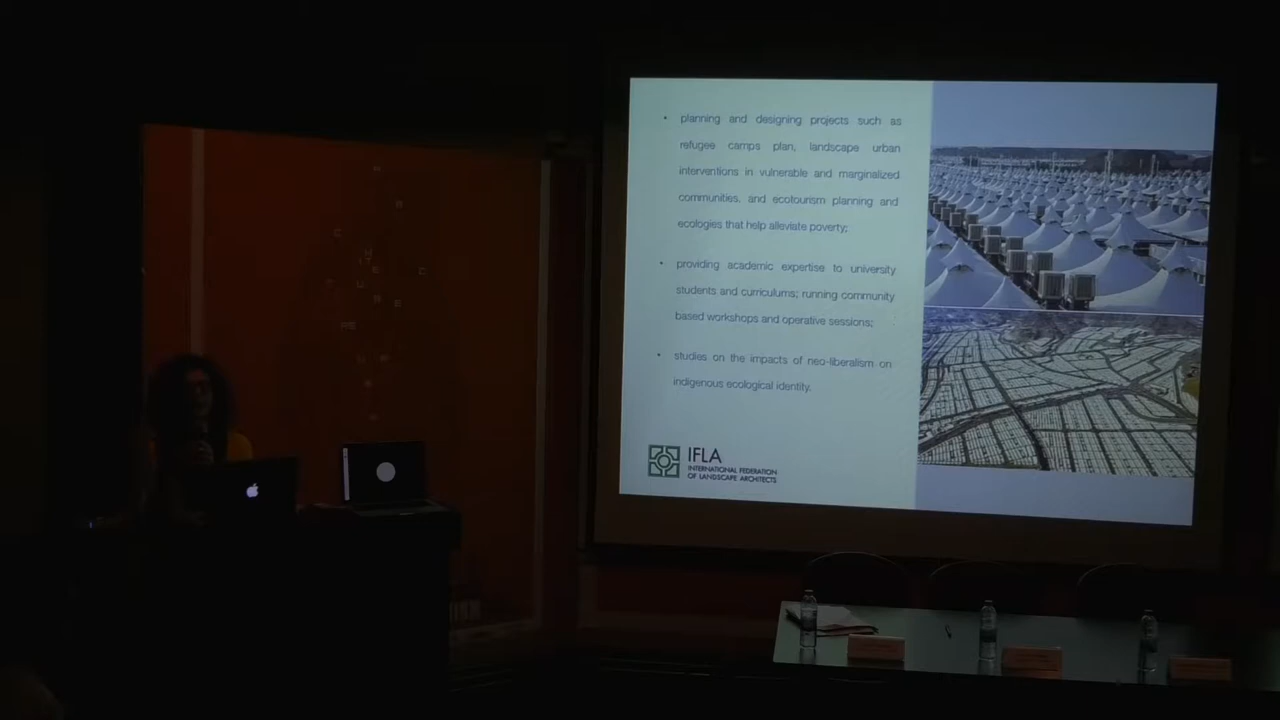 • planning and designing projects such as
refugee camps plan, landscape urban
interventions in vulnerable and marginalized
communities, and ecotourism planning and
ecologies that help alleviate poverty;
• providing academic expertise to university
students and curriculums; running community
based workshops and operative sessions;
• studies on the impacts of neo-liberalism on
indigenous ecological identity.
IFLA
INTERNATIONAL FEDERATION
OF LANDSCAPE ARCHITECTS